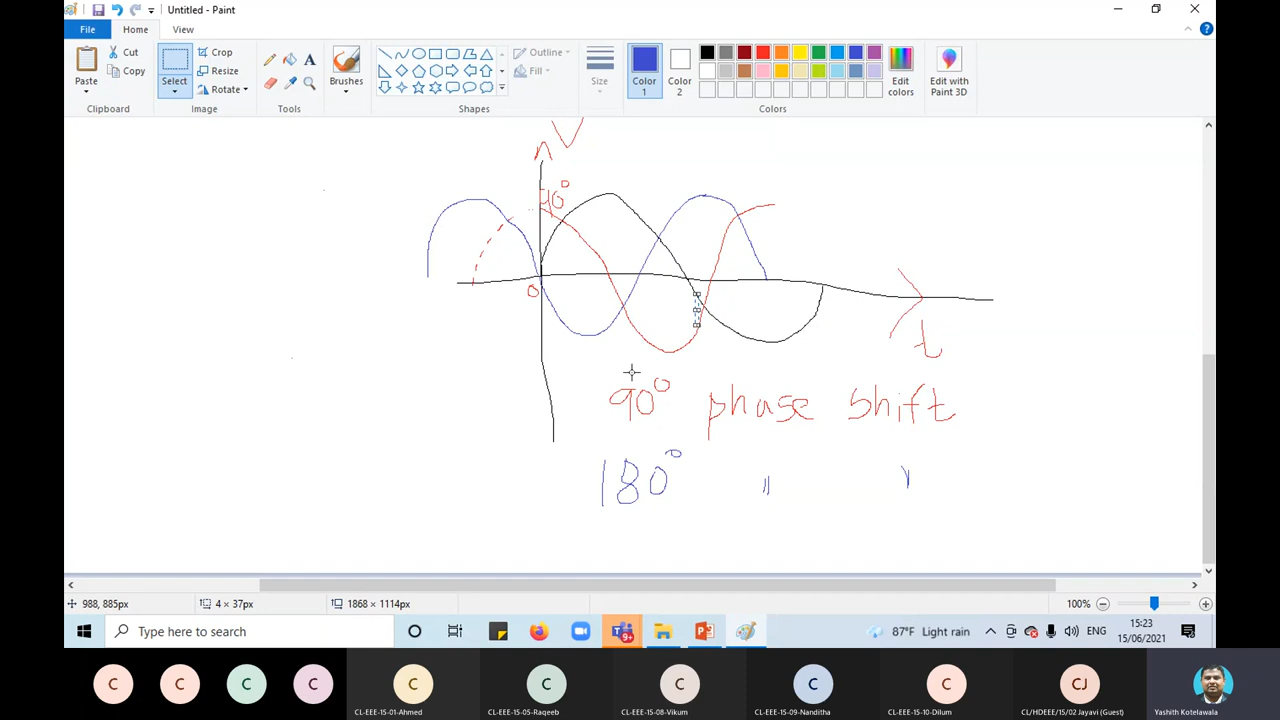 Untitled - Paint
File Home View
Paste
Cut
Copy
Clipboard
Select
Crop
Resize
Rotate
Image
Tools
Brushes
Shapes
Outline
Fill
Size
Color 1
Color 2
Edit colors
Colors
Edit with Paint 3D
V
90°
0
t
90° phase shift
180° " "
988, 885px
4 × 37px
1868 × 1114px
100%
Type here to search
9+
87°F Light rain
ENG
15:23
15/06/2021
C C C C C C C C C CJ
CL-EEE-15-01-Ahmed
CL-EEE-15-05-Raqeeb
CL-EEE-15-08-Vikum
CL-EEE-15-09-Nanditha
CL-EEE-15-10-Dilum
CL/HDEEE/15/02 Jayavi (Guest)
Yashith Kotelawala